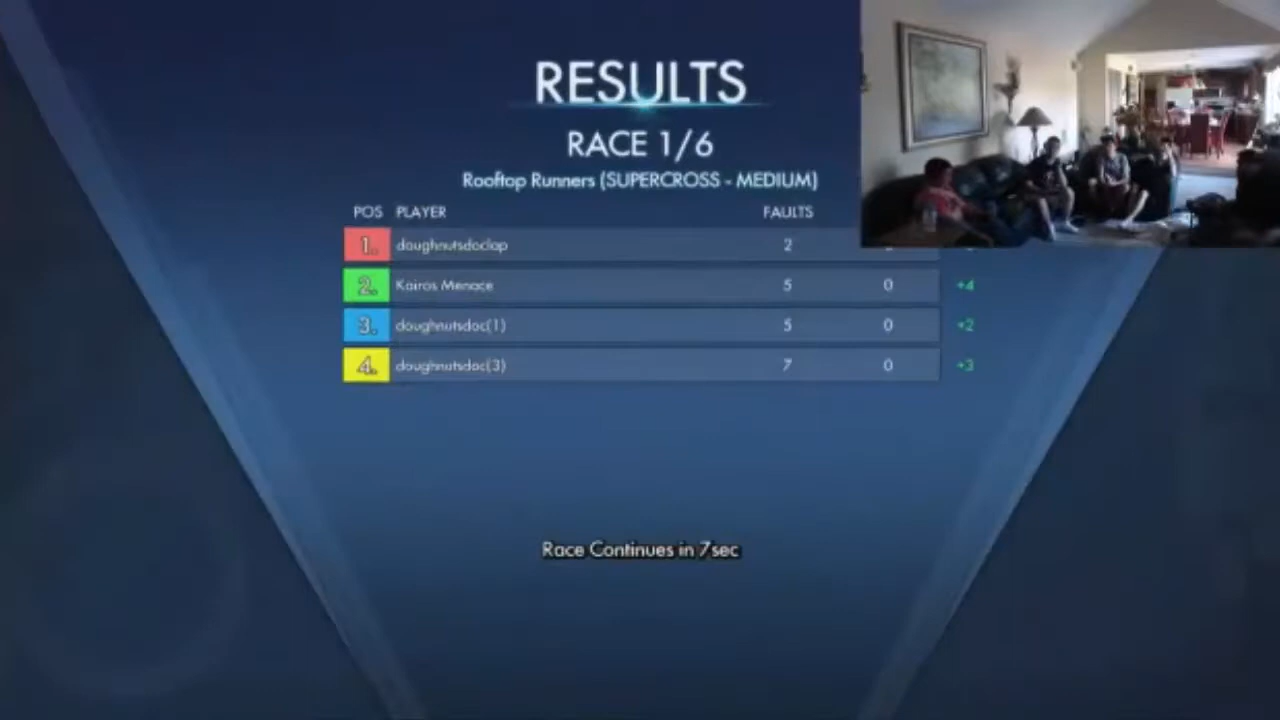 RESULTS
RACE 1/6
Rooftop Runners (SUPERCROSS - MEDIUM)
POS PLAYER FAULTS
1. doughnutsdoclap 2
2. Kairos Menace 5 0 +4
3. doughnutsdoc(1) 5 0 +2
4. doughnutsdoc(3) 7 0 +3
Race Continues in 7sec